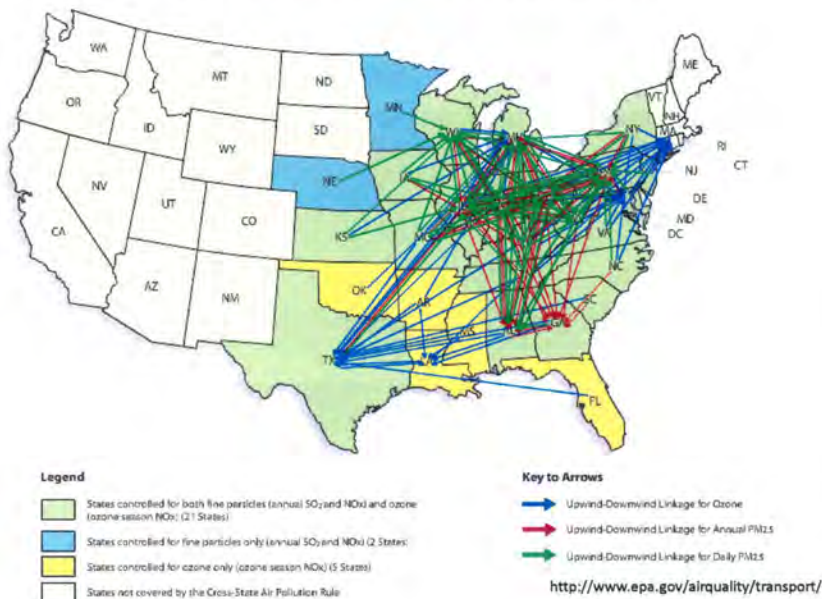 WA
MT
ND
MN
ME
VT
NH
OR
ID
SD
WI
MI
NY
MA
RI
WY
CT
NE
NJ
NV
UT
DE
CO
MD
KS
VA
DC
CA
NC
OK
AZ
NM
AR
SC
MS
TX
FL
Legend
States controlled for both fine particles (annual SO₂ and NOx) and ozone
(ozone season NOx) (21 States)
States controlled for fine particles only (annual SO₂ and NOx) (2 States)
States controlled for ozone only (ozone season NOx) (5 States)
States not covered by the Cross-State Air Pollution Rule
Key to Arrows
Upwind-Downwind Linkage for Ozone
Upwind-Downwind Linkage for Annual PM2.5
Upwind-Downwind Linkage for Daily PM2.5
http://www.epa.gov/airquality/transport/